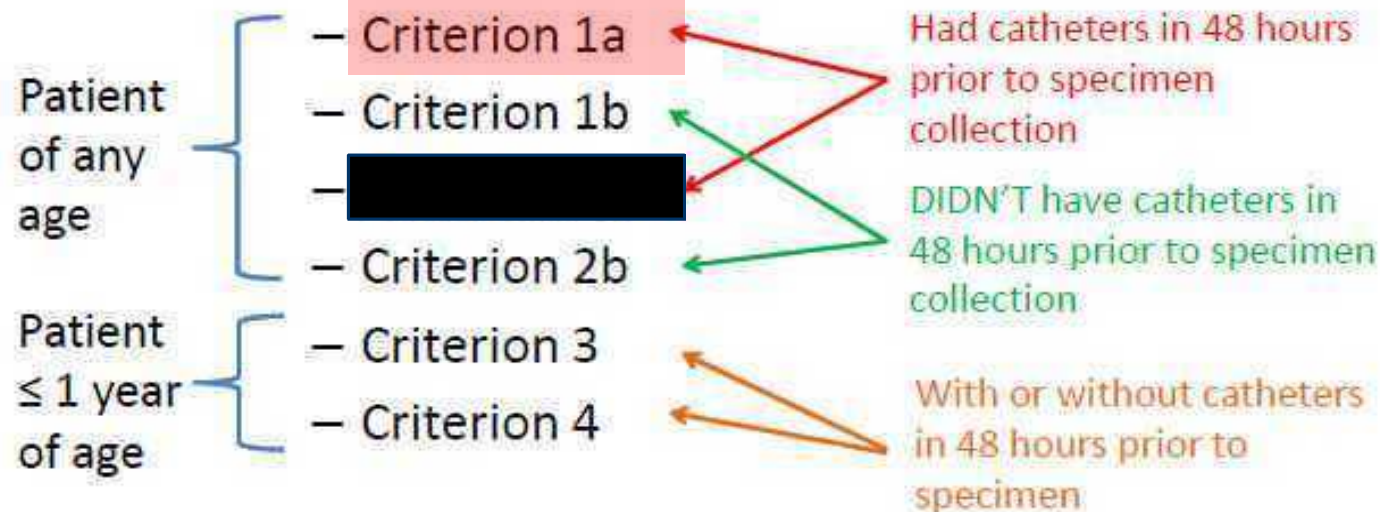 Patient
of any
age
– Criterion 1a
– Criterion 1b
–
– Criterion 2b
Patient
≤ 1 year
of age
– Criterion 3
– Criterion 4
Had catheters in 48 hours
prior to specimen
collection
DIDN'T have catheters in
48 hours prior to specimen
collection
With or without catheters
in 48 hours prior to
specimen